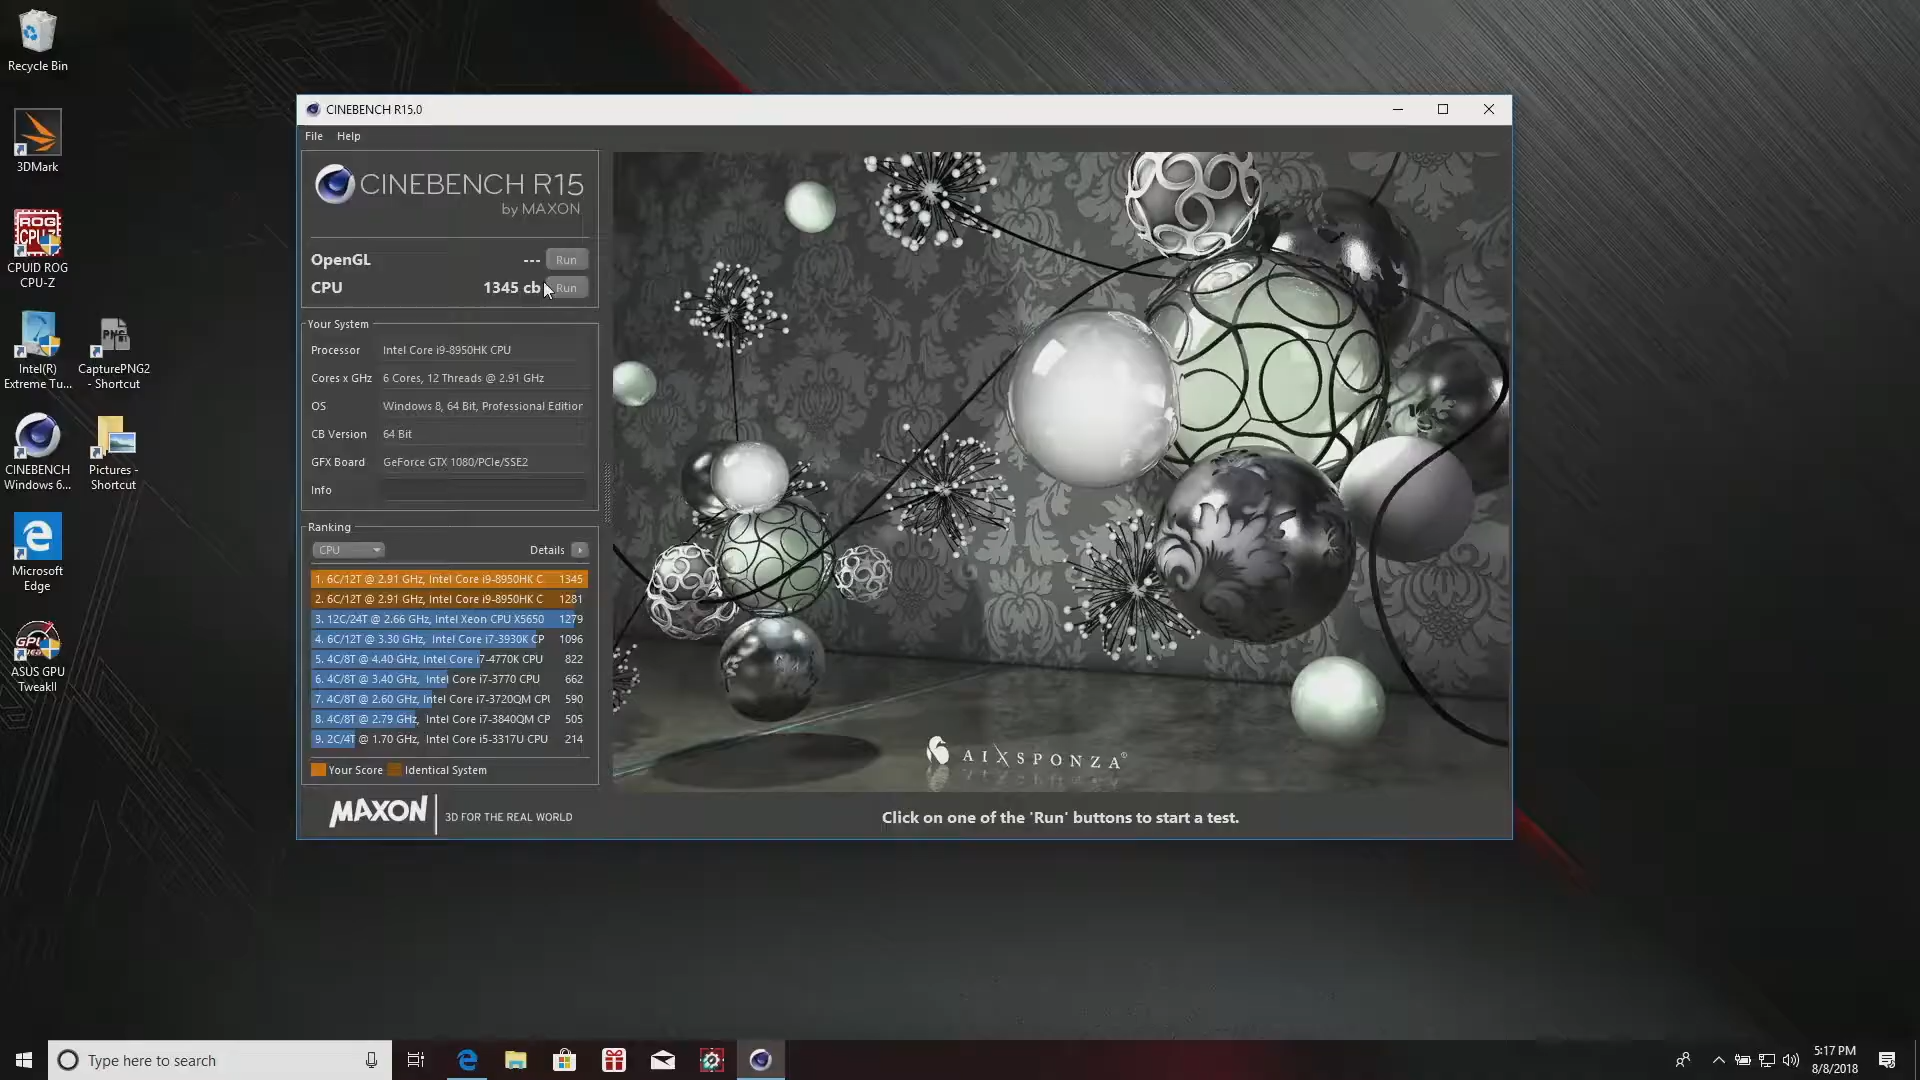 Recycle Bin
3DMark
ROG
CPU-Z
CPUID ROG
CPU-Z
Intel(R)
Extreme Tu...
PNG
CapturePNG2
- Shortcut
CINEBENCH
Windows 6...
Pictures -
Shortcut
Microsoft
Edge
GPU
ASUS GPU
TweakII
CINEBENCH R15.0
File Help
CINEBENCH R15
by MAXON
OpenGL --- Run
CPU 1345 cb Run
Your System
Processor Intel Core i9-8950HK CPU
Cores x GHz 6 Cores, 12 Threads @ 2.91 GHz
OS Windows 8, 64 Bit, Professional Edition
CB Version 64 Bit
GFX Board GeForce GTX 1080/PCIe/SSE2
Info
Ranking
CPU Details
1. 6C/12T @ 2.91 GHz, Intel Core i9-8950HK C 1345
2. 6C/12T @ 2.91 GHz, Intel Core i9-8950HK C 1281
3. 12C/24T @ 2.66 GHz, Intel Xeon CPU X5650 1279
4. 6C/12T @ 3.30 GHz, Intel Core i7-3930K CP 1096
5. 4C/8T @ 4.40 GHz, Intel Core i7-4770K CPU 822
6. 4C/8T @ 3.40 GHz, Intel Core i7-3770 CPU 662
7. 4C/8T @ 2.60 GHz, Intel Core i7-3720QM CPU 590
8. 4C/8T @ 2.79 GHz, Intel Core i7-3840QM CP 505
9. 2C/4T @ 1.70 GHz, Intel Core i5-3317U CPU 214
Your Score Identical System
MAXON 3D FOR THE REAL WORLD
AIXSPONZA®
Click on one of the 'Run' buttons to start a test.
Type here to search
5:17 PM
8/8/2018